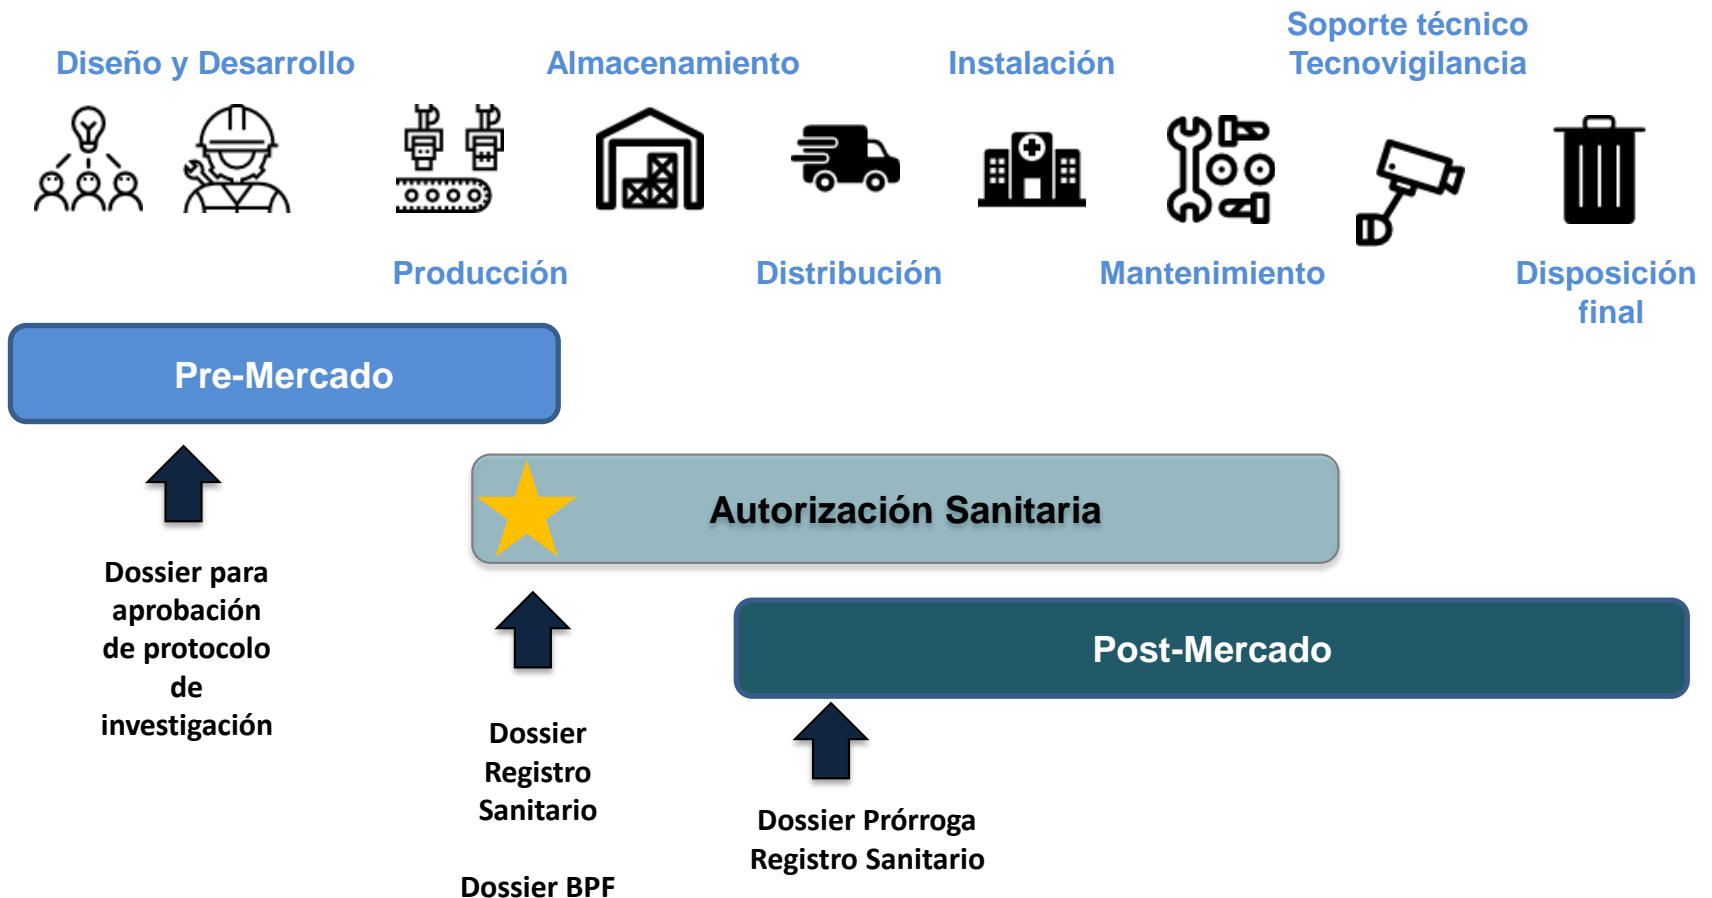 Diseño y Desarrollo
Almacenamiento
Instalación
Soporte técnico
Tecnovigilancia
Producción
Distribución
Mantenimiento
Disposición
final
Pre-Mercado
Autorización Sanitaria
Dossier para
aprobación
de protocolo
de
investigación
Post-Mercado
Dossier
Registro
Sanitario
Dossier BPF
Dossier Prórroga
Registro Sanitario